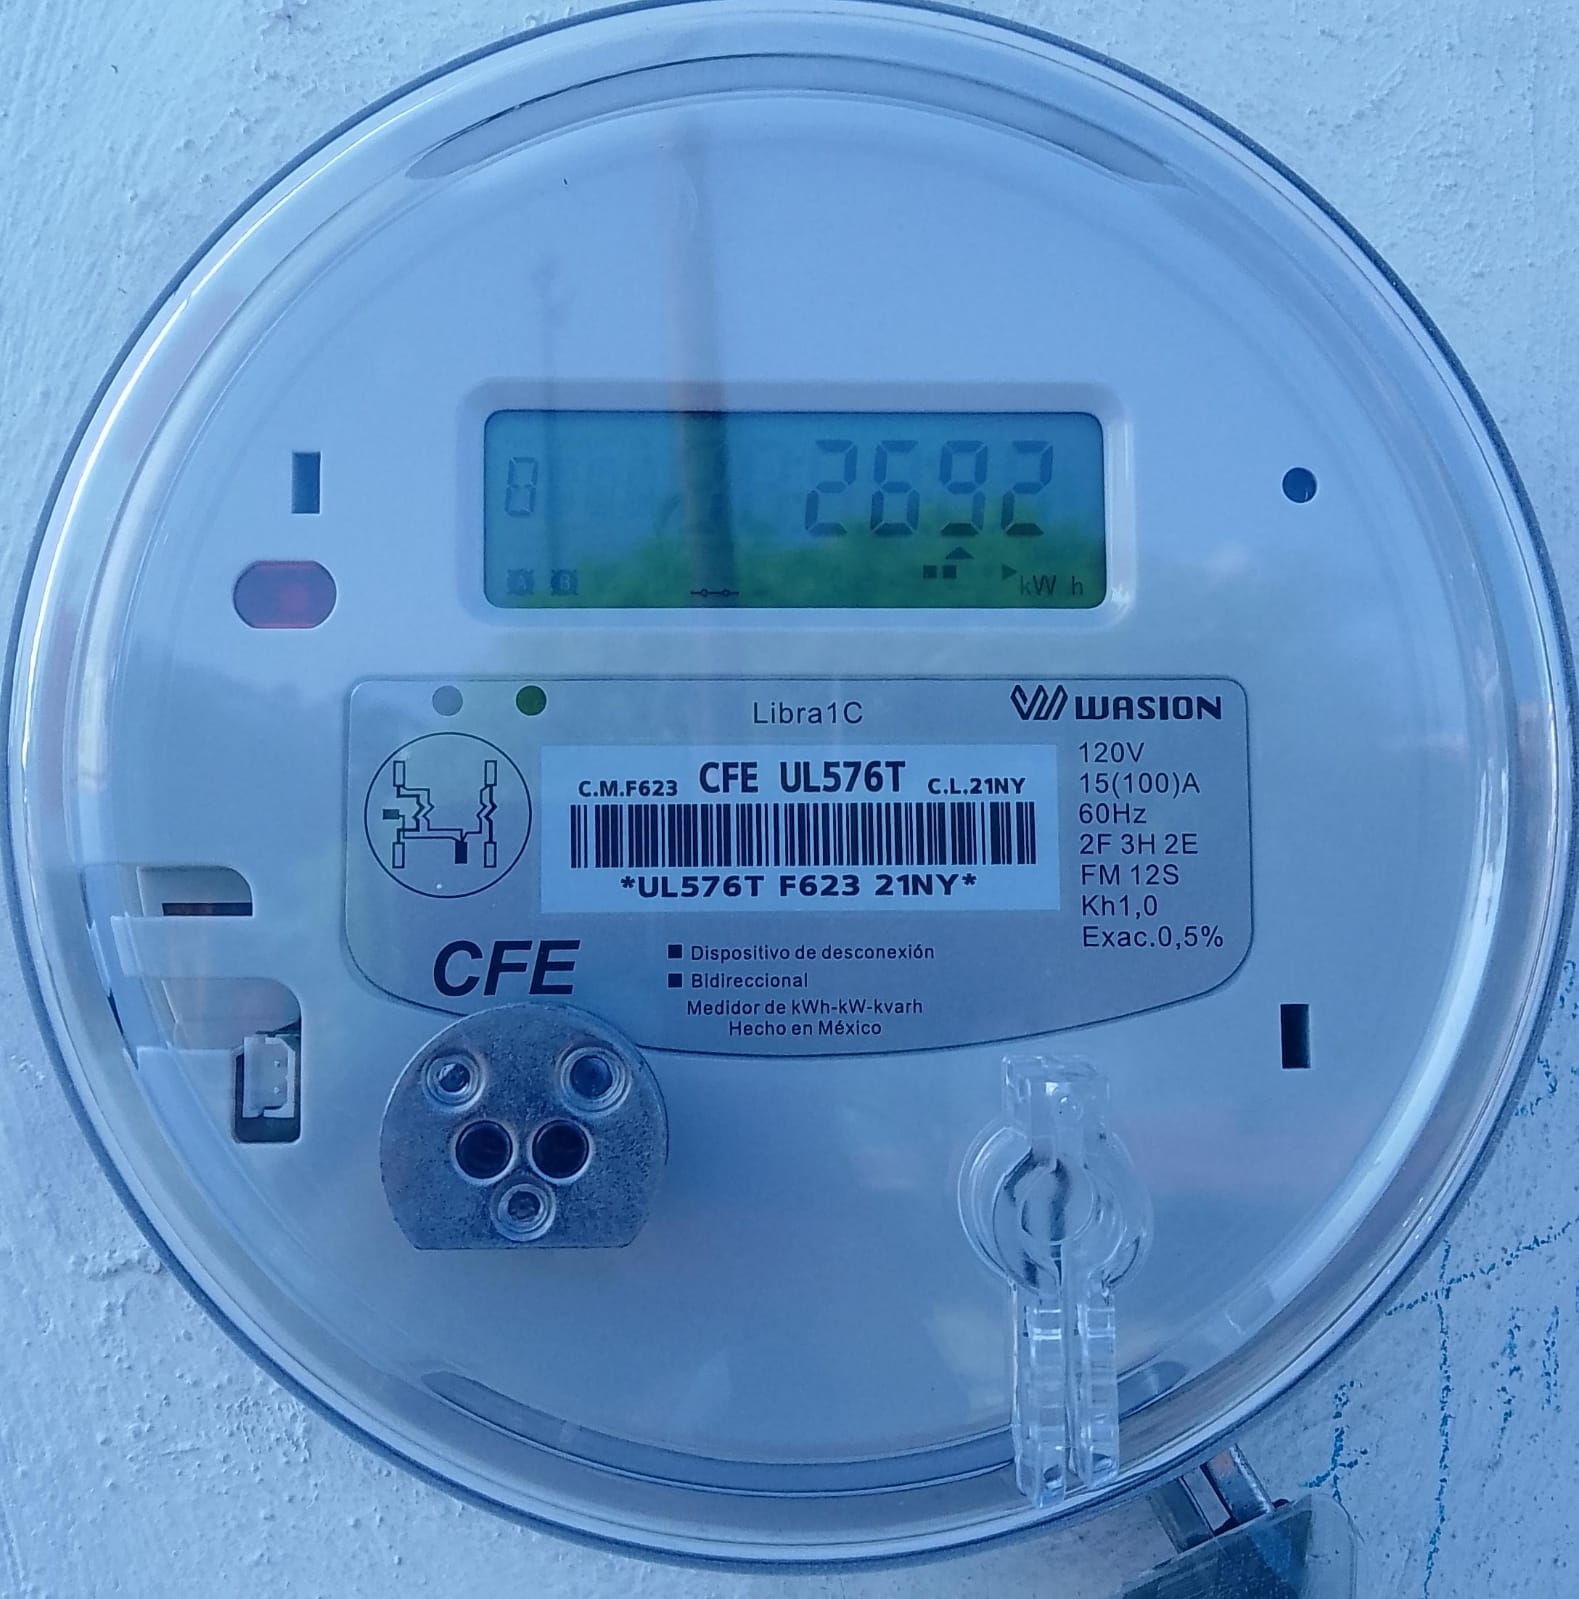 8 2692
A B kW h
Libra1C WASION
120V
15(100)A
60Hz
2F 3H 2E
FM 12S
Kh1,0
Exac.0,5%
C.M.F623 CFE UL576T C.L.21NY
*UL576T F623 21NY*
CFE
Dispositivo de desconexión
Bidireccional
Medidor de kWh-kW-kvarh
Hecho en México